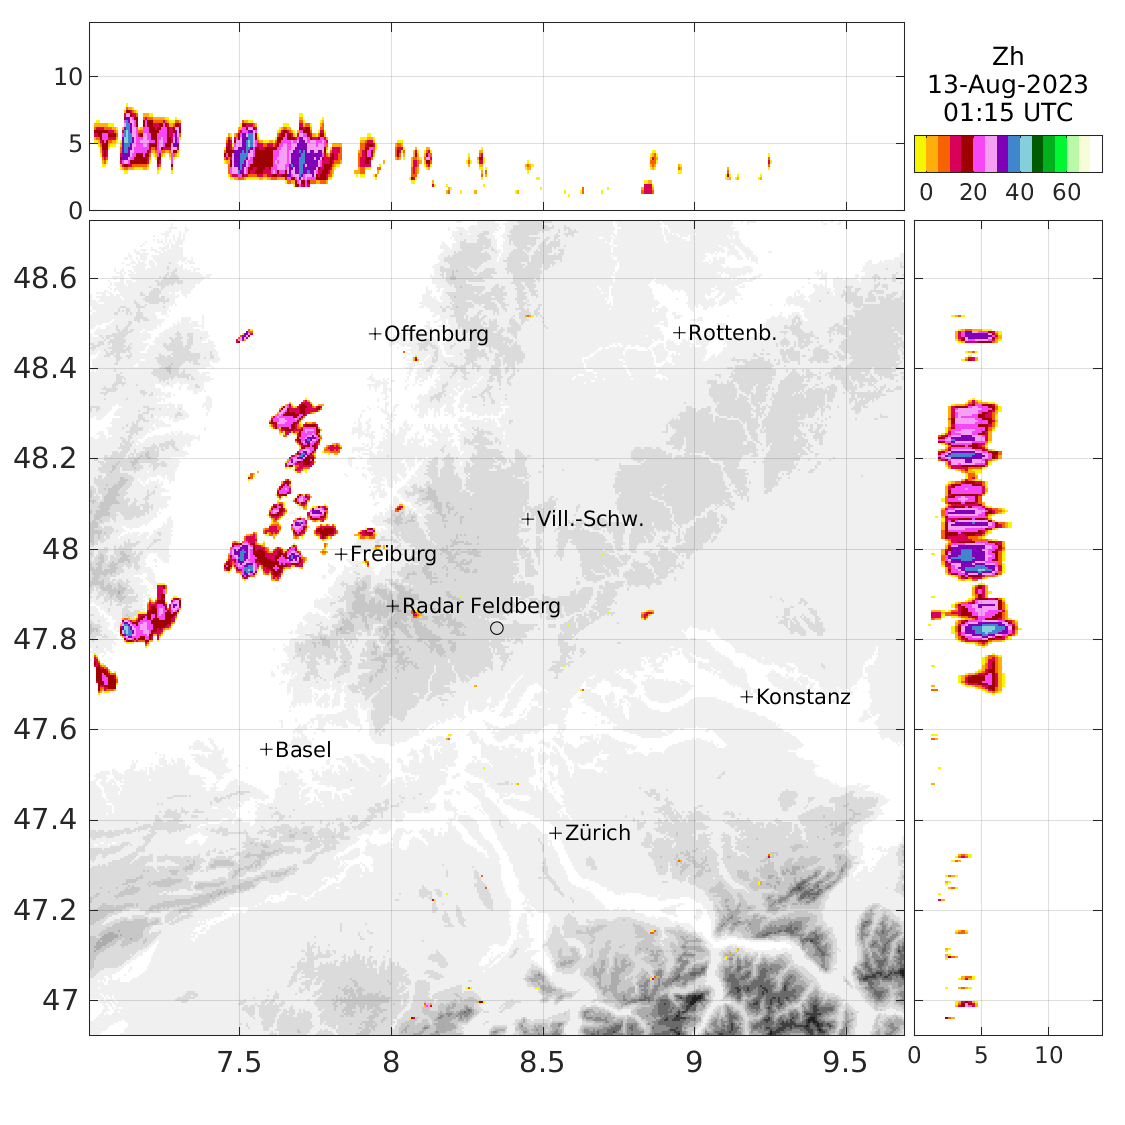 10
5
0
Zh
13-Aug-2023
01:15 UTC
0 20 40 60
48.6
48.4
48.2
48
47.8
47.6
47.4
47.2
47
Offenburg
Rottenb.
Vill.-Schw.
Freiburg
Radar Feldberg
Konstanz
Basel
Zürich
7.5 8 8.5 9 9.5
0 5 10